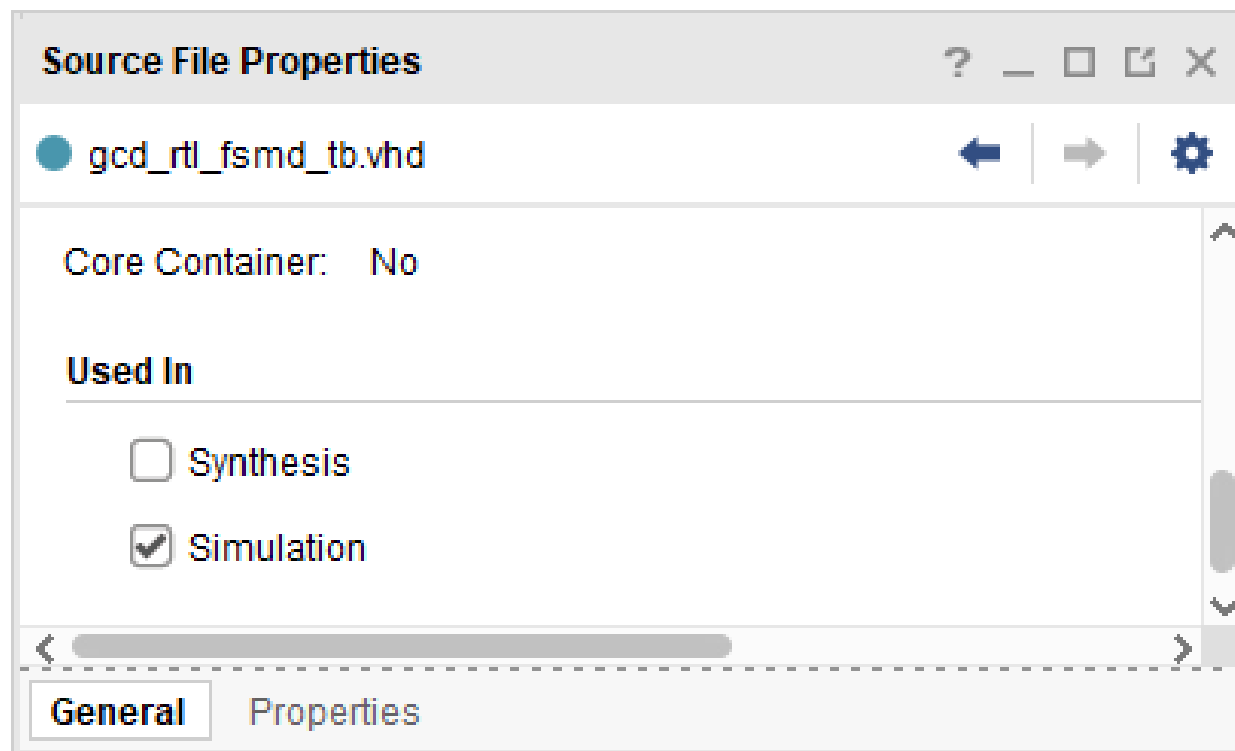 Source File Properties ?
gcd_rtl_fsmd_tb.vhd
Core Container: No
Used In
Synthesis
Simulation
General Properties